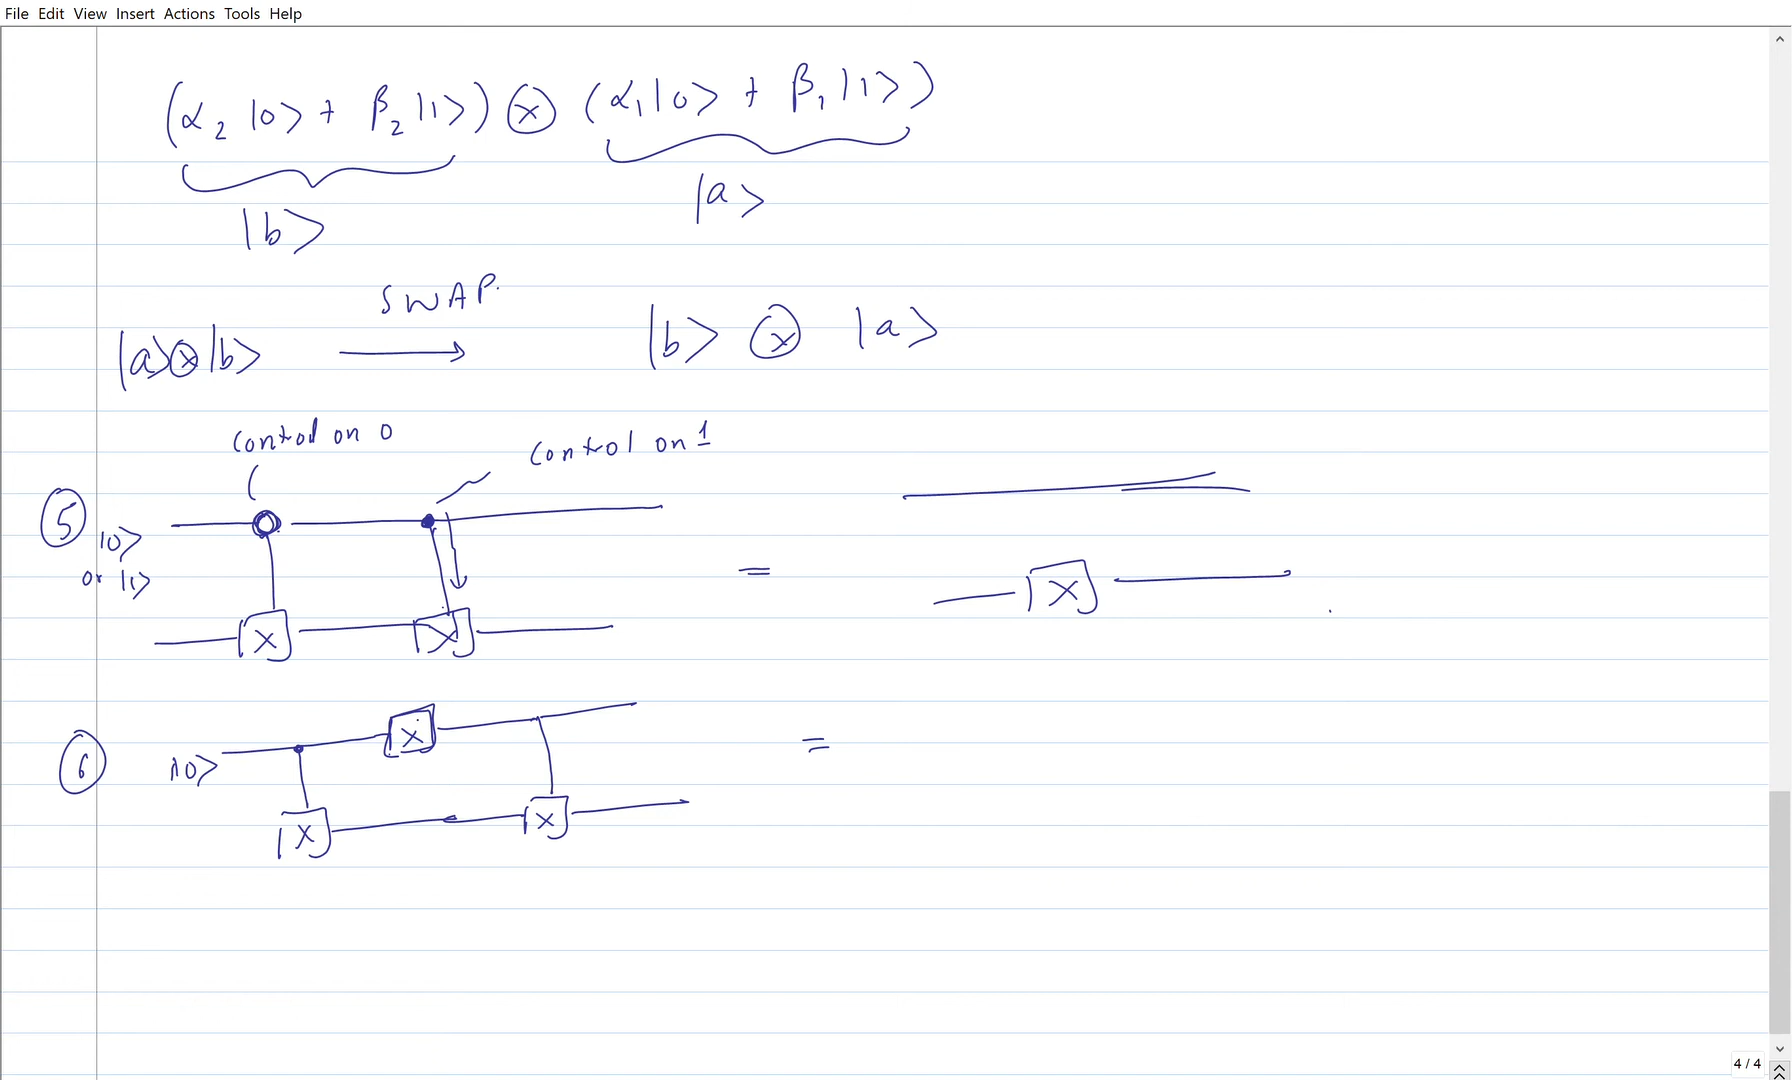 File Edit View Insert Actions Tools Help
(α₂ |0⟩ + β₂ |1⟩) ⊗ (α₁ |0⟩ + β₁ |1⟩)
|b⟩ |a⟩
SWAP.
|a⟩ ⊗ |b⟩ → |b⟩ ⊗ |a⟩
Control on 0 Control on 1
5 |0⟩ or |1⟩
X X = X
6 |0⟩ X =
X X
4 / 4